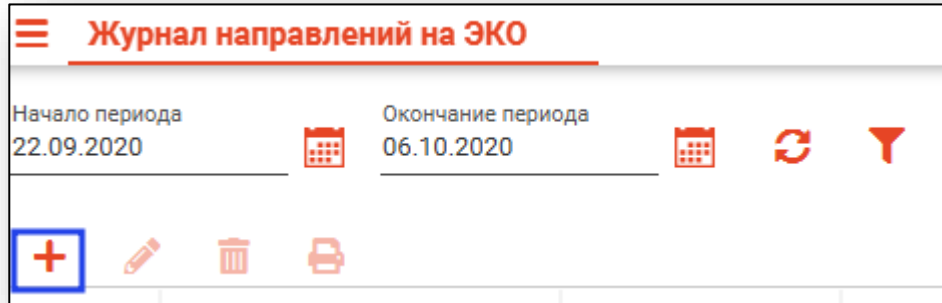 Журнал направлений на ЭКО
Начало периода Окончание периода
22.09.2020 06.10.2020